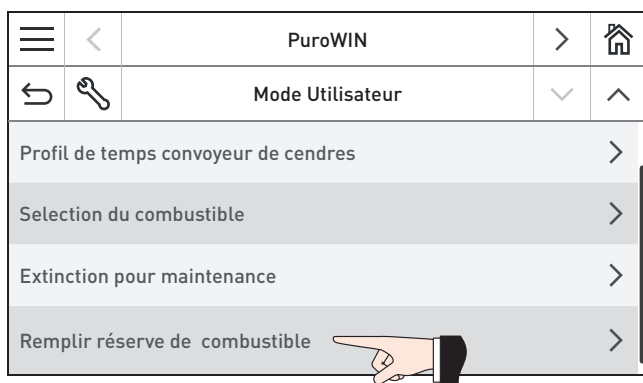 PuroWIN
Mode Utilisateur
Profil de temps convoyeur de cendres
Selection du combustible
Extinction pour maintenance
Remplir réserve de combustible